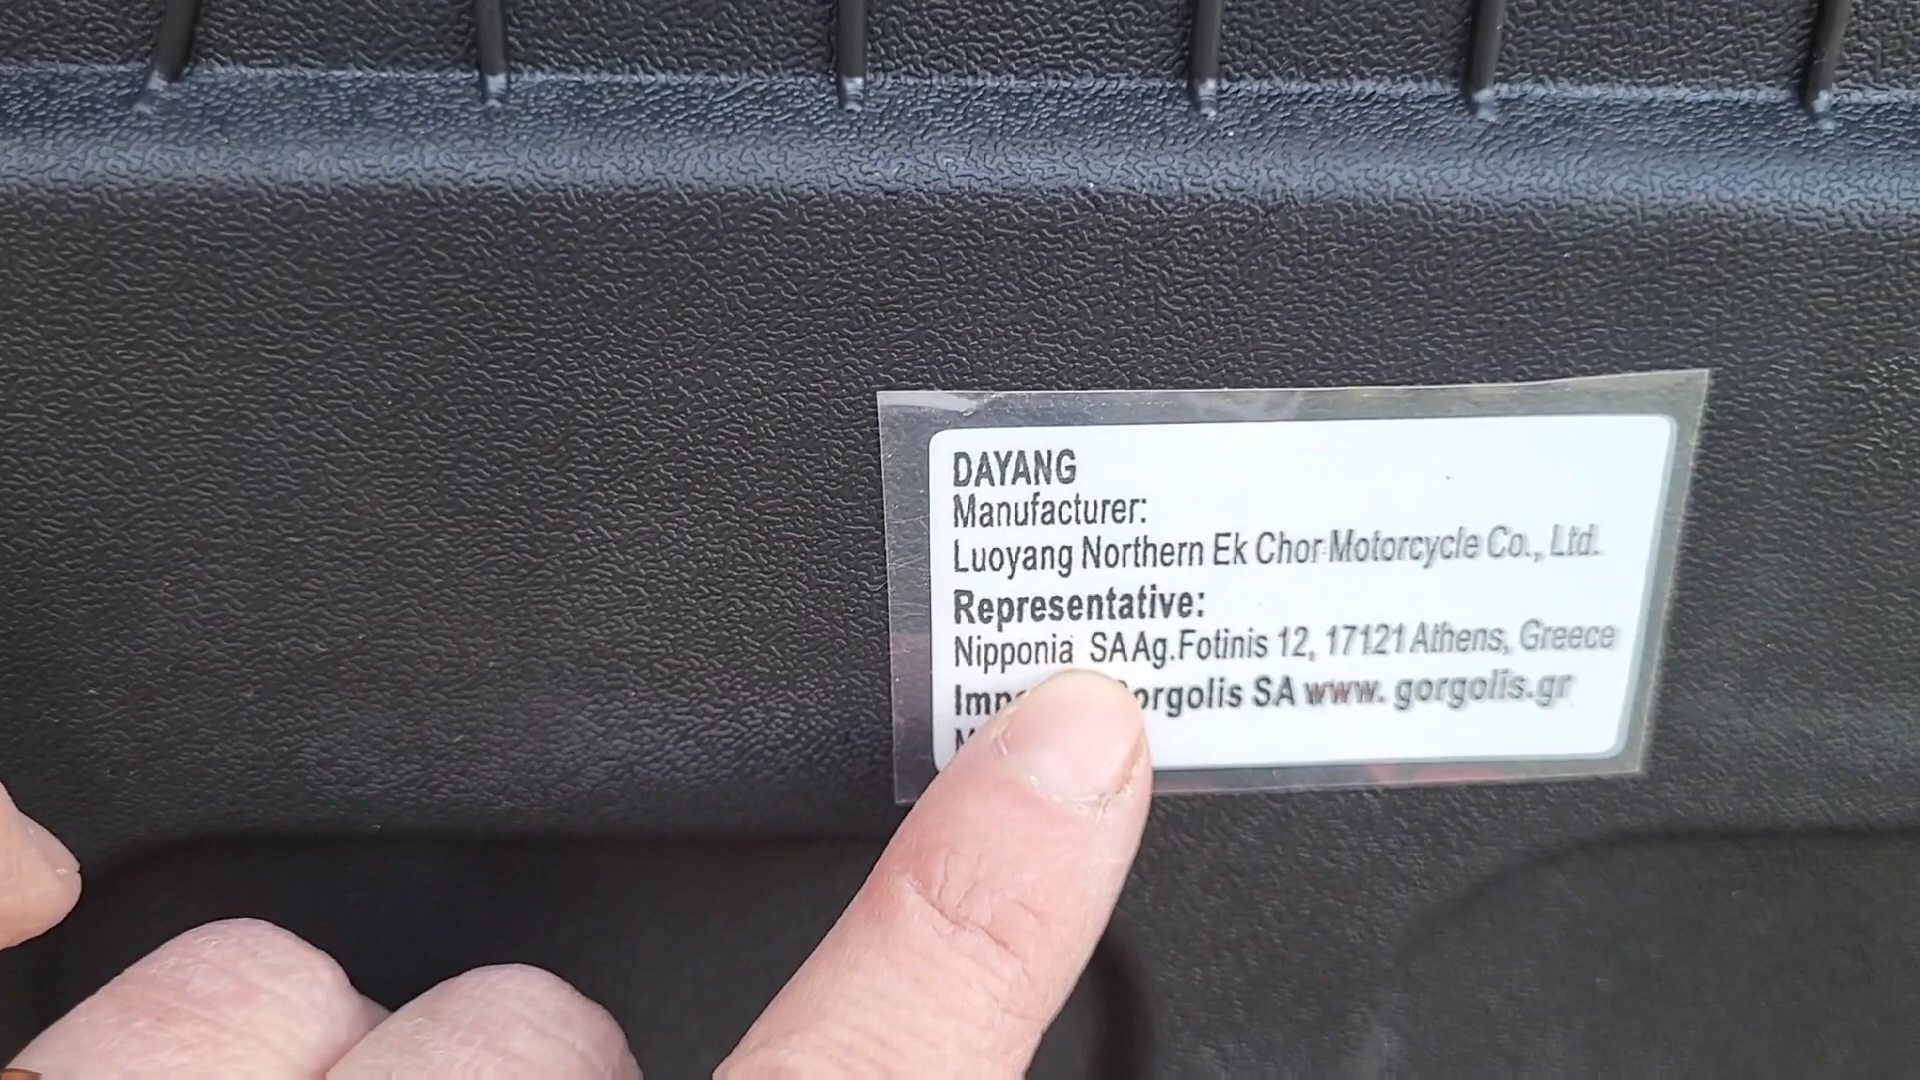 DAYANG
Manufacturer:
Luoyang Northern Ek Chor Motorcycle Co., Ltd.
Representative:
Nipponia SA Ag.Fotinis 12, 17121 Athens, Greece
SA www. gorgolis.gr